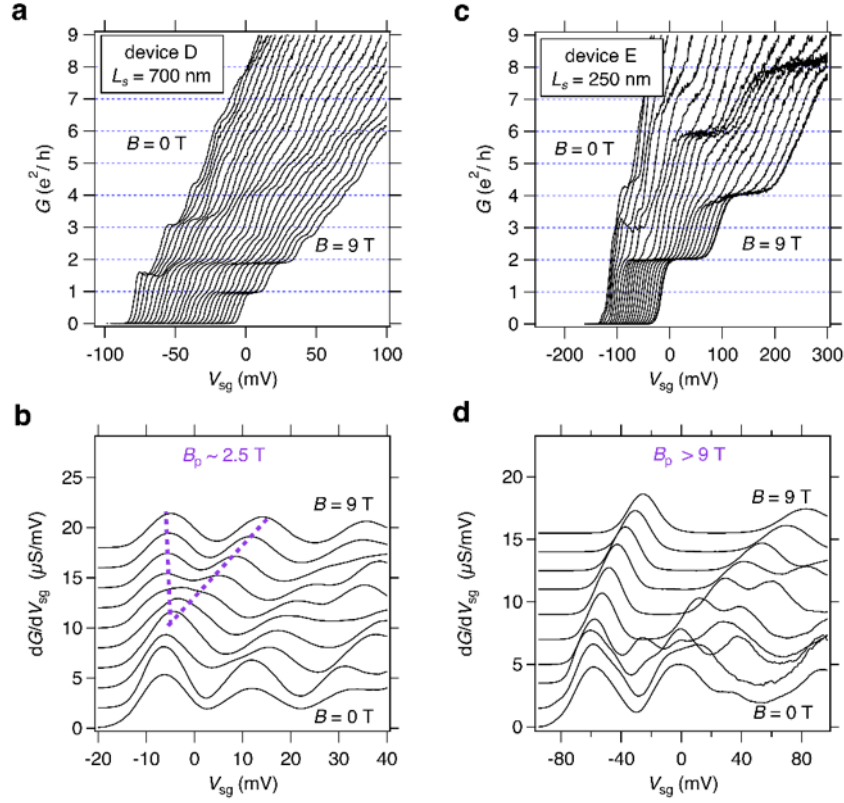 a
device D
Lₛ = 700 nm
B = 0 T
B = 9 T
G (e²/h)
9
8
7
6
5
4
3
2
1
0
-100 -50 0 50 100
V_sg (mV)
c
device E
Lₛ = 250 nm
B = 0 T
B = 9 T
G (e²/h)
9
8
7
6
5
4
3
2
1
0
-200 -100 0 100 200 300
V_sg (mV)
b
B_p ~ 2.5 T
B = 9 T
B = 0 T
dG/dV_sg (µS/mV)
25
20
15
10
5
0
-20 -10 0 10 20 30 40
V_sg (mV)
d
B_p > 9 T
B = 9 T
B = 0 T
dG/dV_sg (µS/mV)
20
15
10
5
0
-80 -40 0 40 80
V_sg (mV)